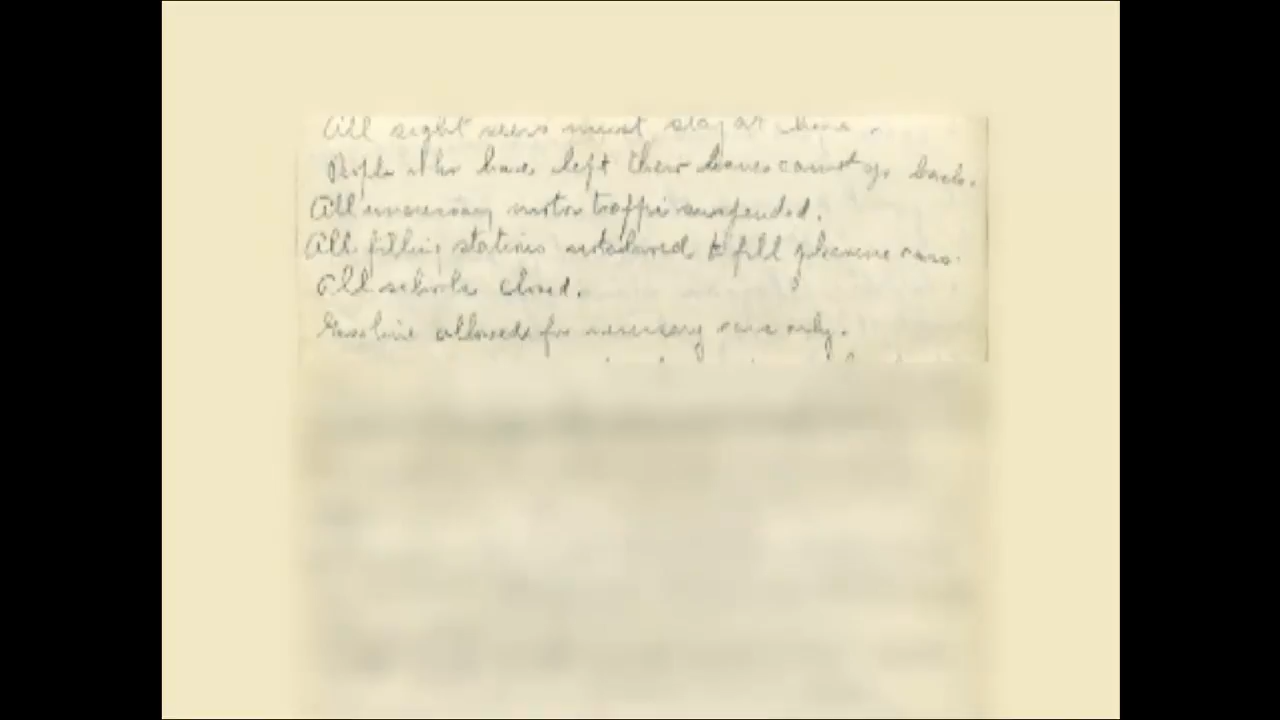 All sight seers must stay at home.
People who have left their homes cannot go back.
All unnecessary motor traffic suspended.
All filling stations not allowed to fill pleasure cars.
All schools closed.
Gasoline allowed for necessary cars only.